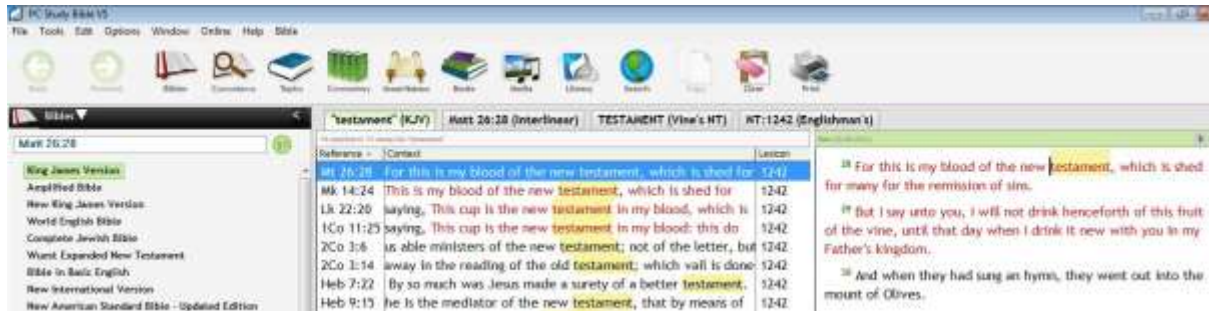 PC Study Bible V5
File Tools Edit Options Window Online Help Bible
Bibles Concordance Topics Commentary Books Media Library Search Copy Clear Print
Bibles
Matt 26:28
King James Version
Amplified Bible
New King James Version
World English Bible
Complete Jewish Bible
Wuest Expanded New Testament
Bible in Basic English
New International Version
New American Standard Bible - Updated Edition
"testament" (KJV) Matt 26:28 (Interlinear) TESTAMENT (Vine's NT) NT:1242 (Englishman's)
Reference Context Lexicon
Mt 26:28 For this is my blood of the new testament, which is shed for 1242
Mk 14:24 This is my blood of the new testament, which is shed for 1242
Lk 22:20 saying, This cup is the new testament in my blood, which is 1242
1Co 11:25 saying, This cup is the new testament in my blood: this do 1242
2Co 3:6 us able ministers of the new testament; not of the letter, but 1242
2Co 3:14 away in the reading of the old testament; which vail is done 1242
Heb 7:22 By so much was Jesus made a surety of a better testament. 1242
Heb 9:15 he is the mediator of the new testament, that by means of 1242
28 For this is my blood of the new testament, which is shed
for many for the remission of sins.
29 But I say unto you, I will not drink henceforth of this fruit
of the vine, until that day when I drink it new with you in my
Father's kingdom.
30 And when they had sung an hymn, they went out into the
mount of Olives.